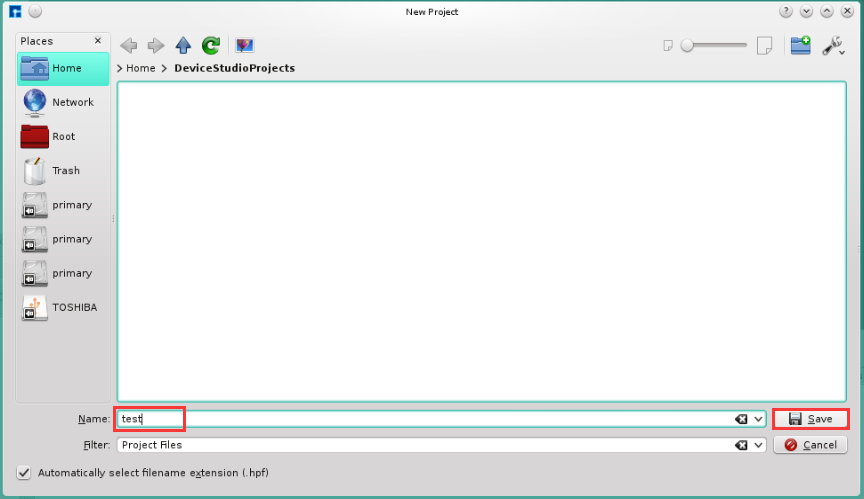 New Project
Places
Home
Network
Root
Trash
primary
primary
primary
TOSHIBA
> Home > DeviceStudioProjects
Name: test
Save
Filter: Project Files
Cancel
Automatically select filename extension (.hpf)